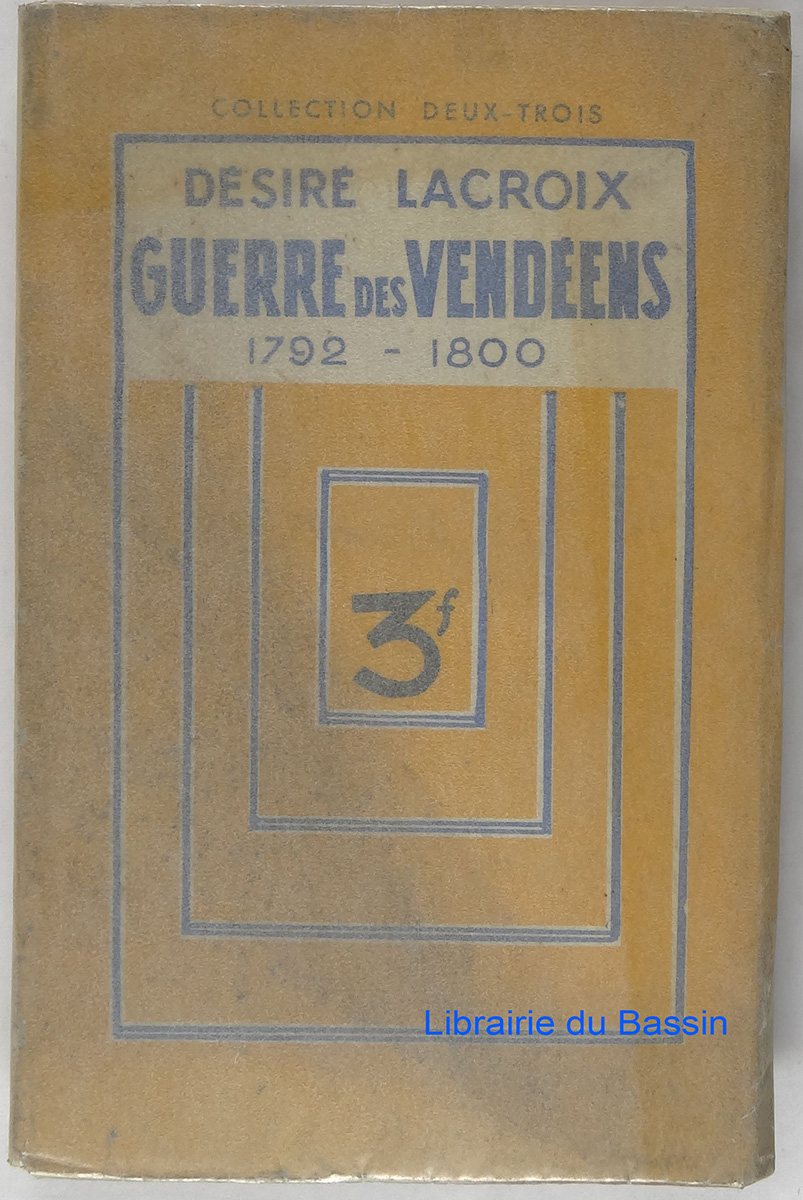 COLLECTION DEUX-TROIS
DÉSIRÉ LACROIX
GUERRE DES VENDÉENS
1792 - 1800
3f
Librairie du Bassin